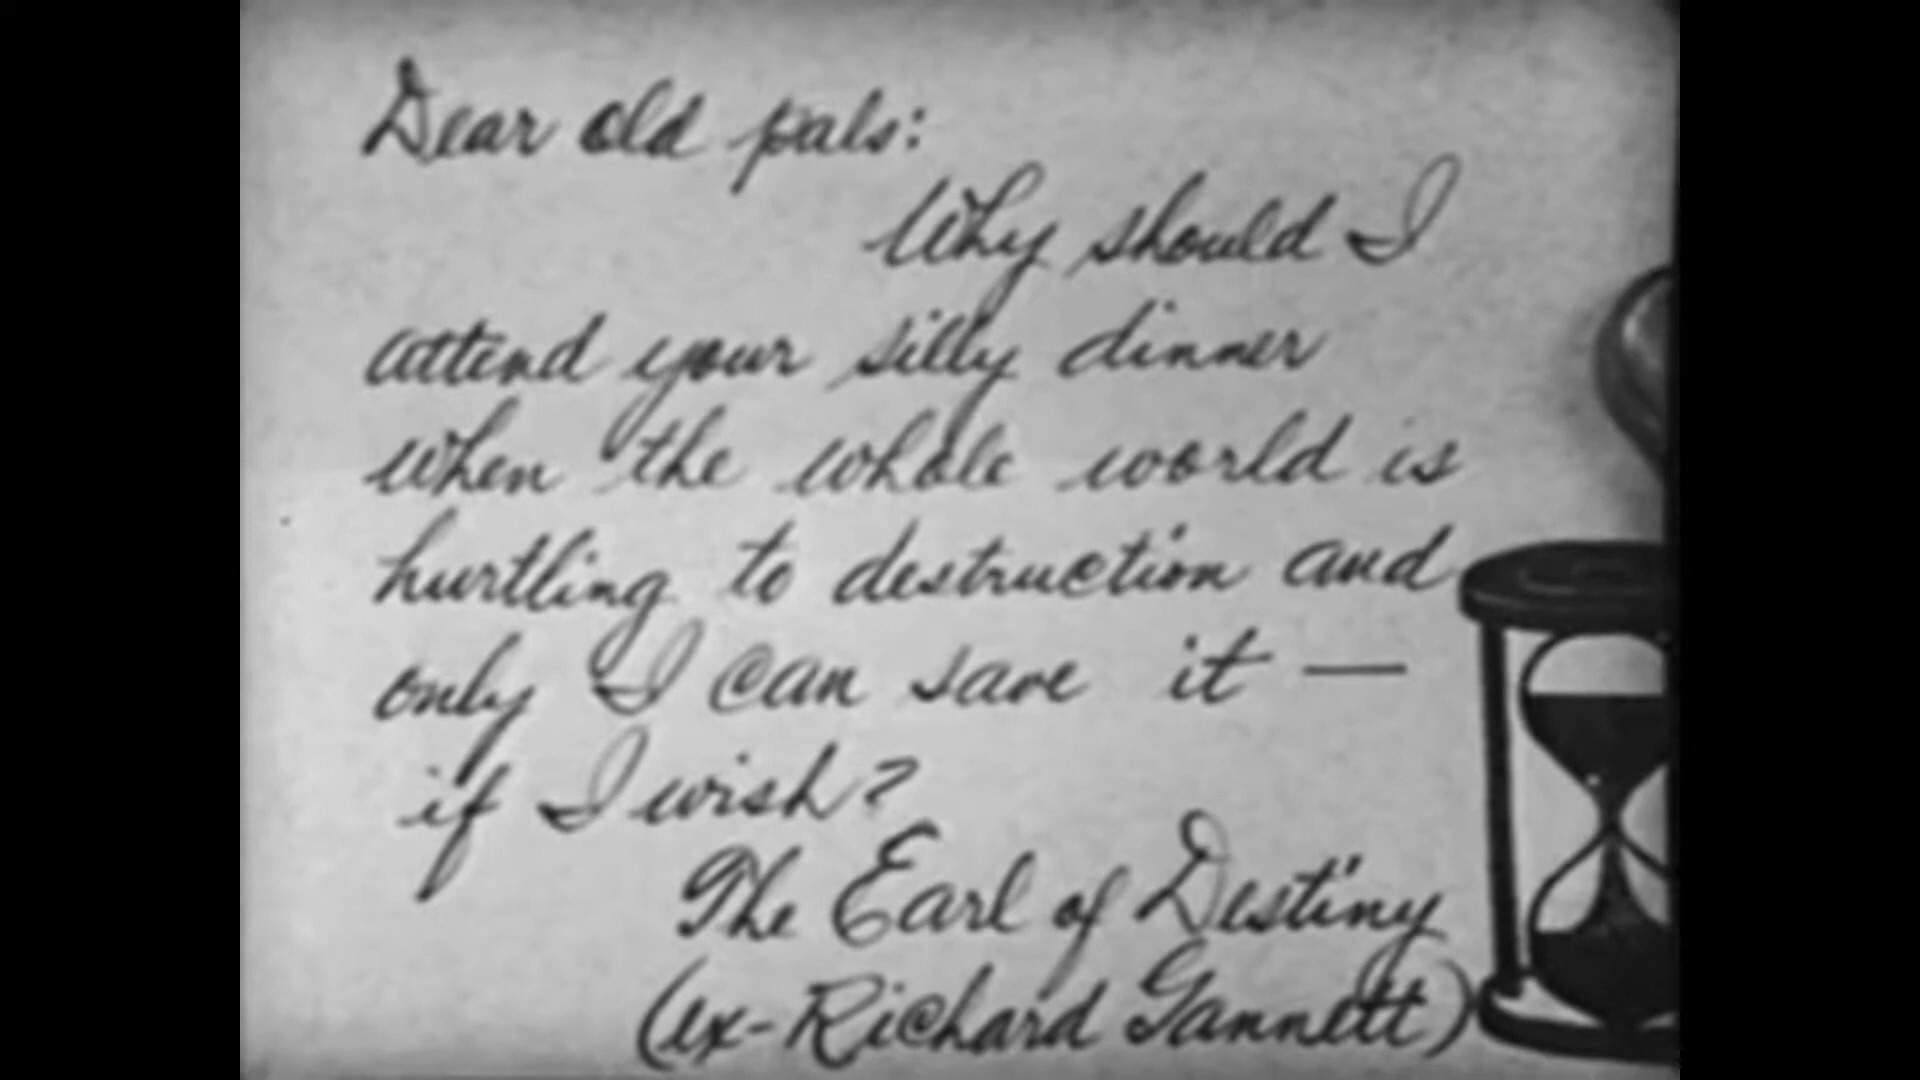 Dear old pals:
Why should I
attend your silly dinner
when the whole world is
hurtling to destruction and
only I can save it —
if I wish?
The Earl of Destiny
(ex-Richard Gannett)